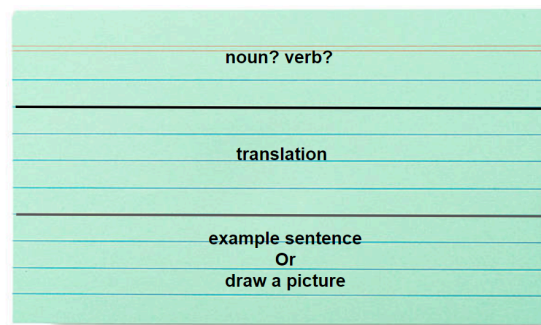 noun? verb?
translation
example sentence
Or
draw a picture